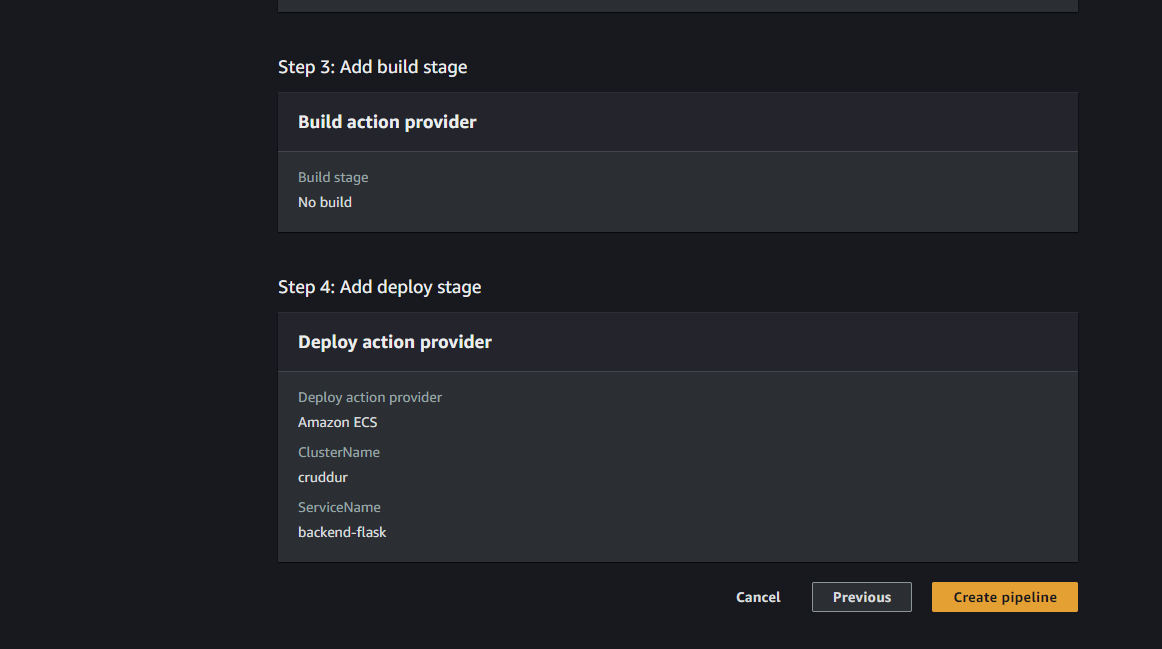 Step 3: Add build stage
Build action provider
Build stage
No build
Step 4: Add deploy stage
Deploy action provider
Deploy action provider
Amazon ECS
ClusterName
cruddur
ServiceName
backend-flask
Cancel Previous Create pipeline